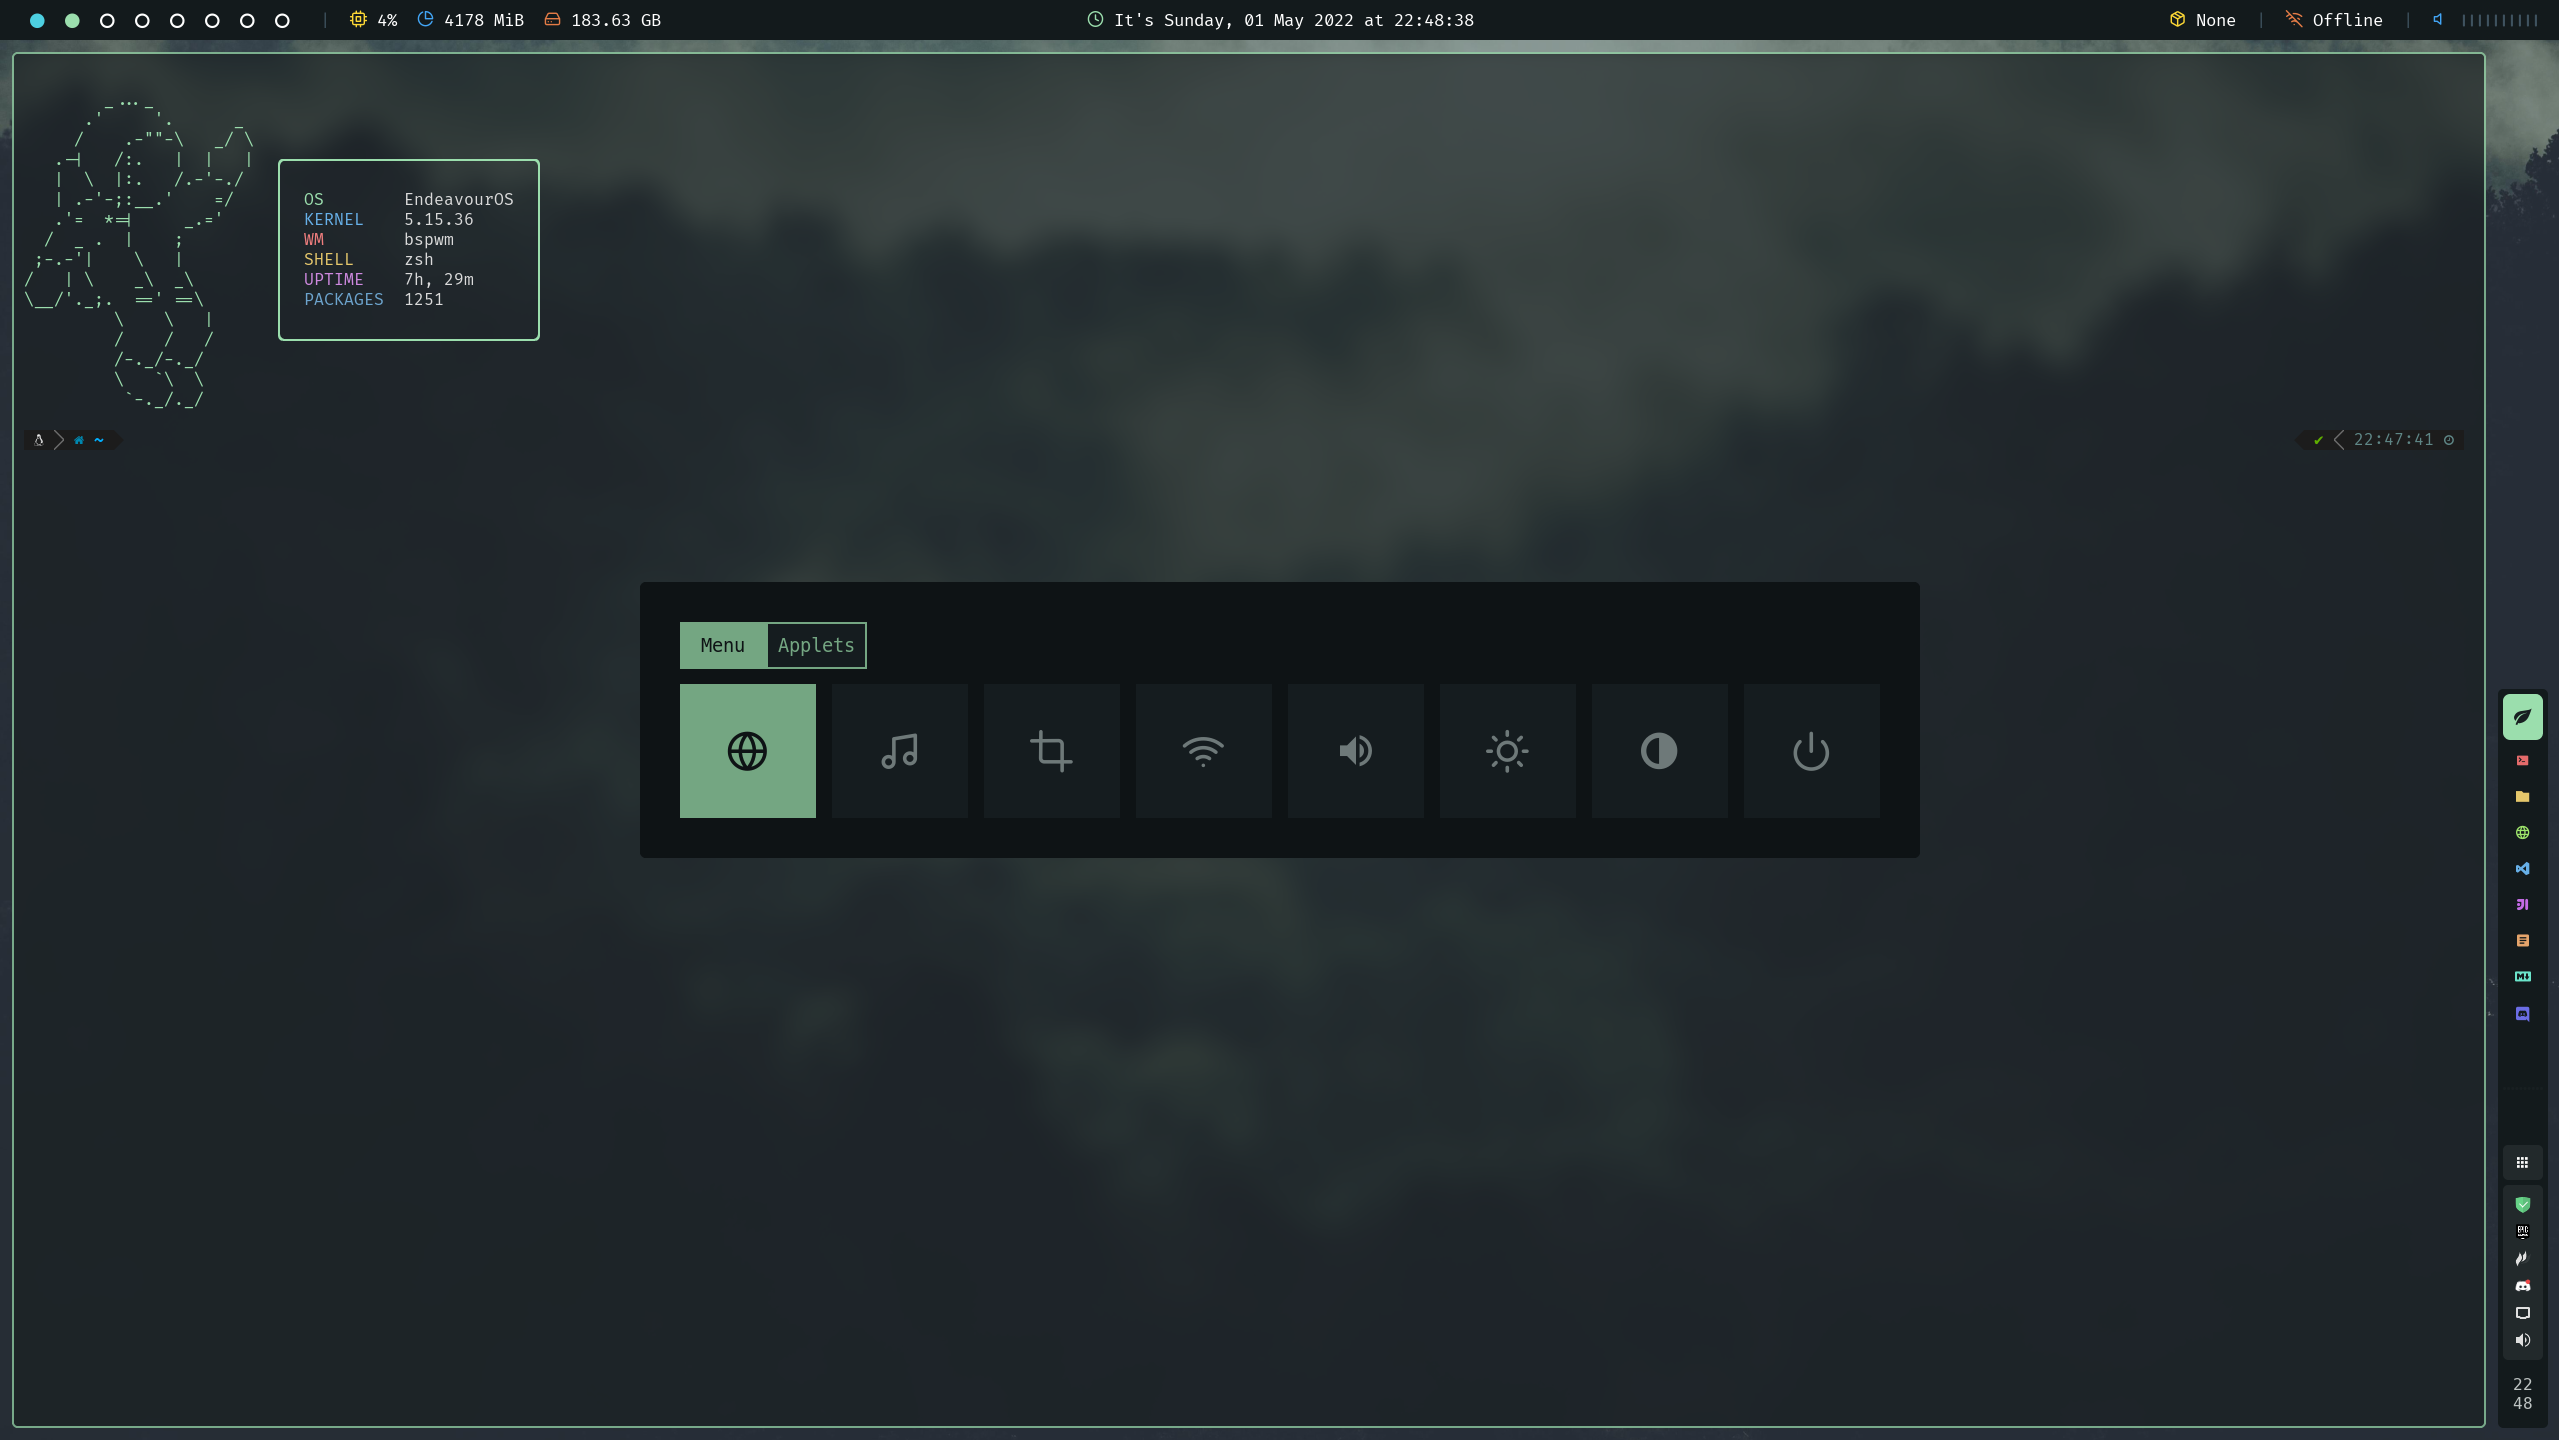 4% 4178 MiB 183.63 GB
It's Sunday, 01 May 2022 at 22:48:38
None | Offline |
OS EndeavourOS
KERNEL 5.15.36
WM bspwm
SHELL zsh
UPTIME 7h, 29m
PACKAGES 1251
~
22:47:41
Menu Applets
22
48